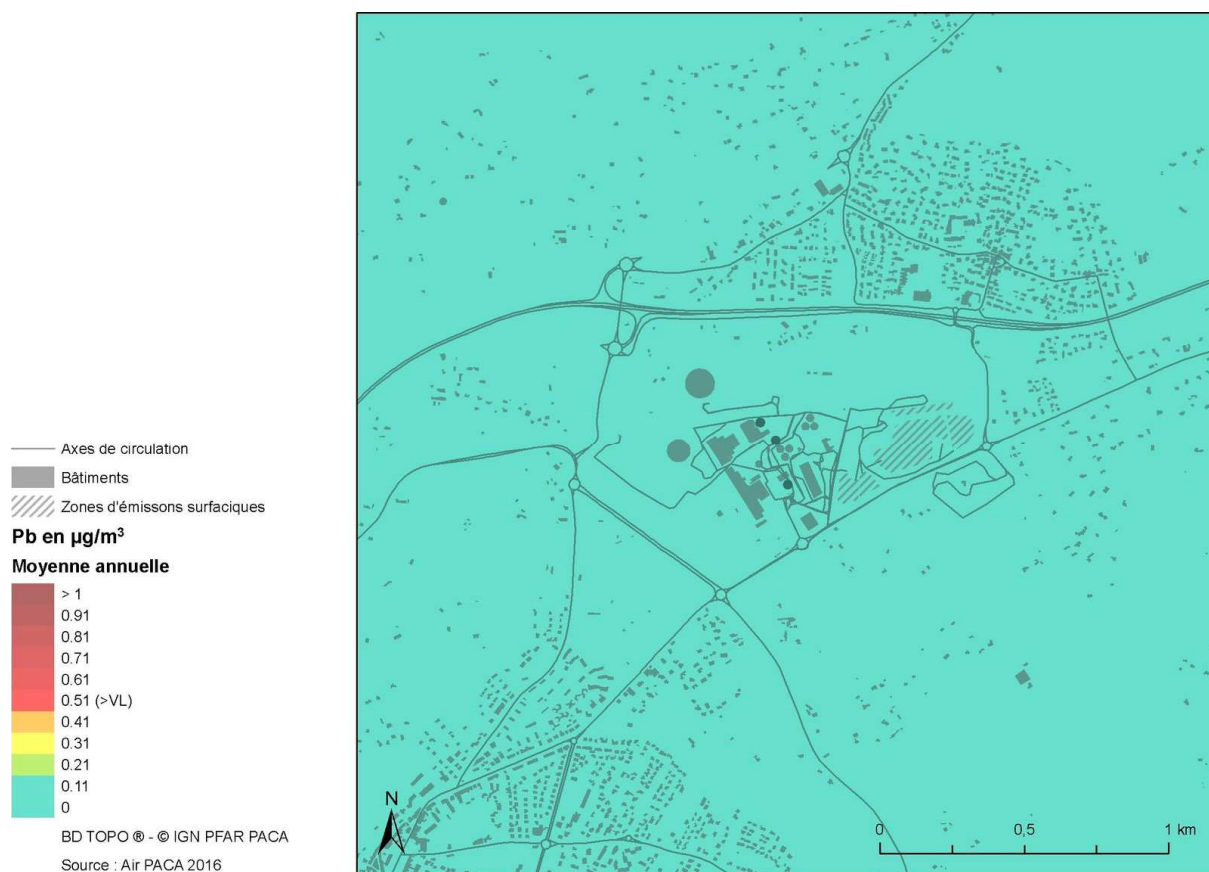 Axes de circulation
Bâtiments
Zones d'émissons surfaciques
Pb en µg/m³
Moyenne annuelle
> 1
0.91
0.81
0.71
0.61
0.51 (>VL)
0.41
0.31
0.21
0.11
0
BD TOPO ® - © IGN PFAR PACA
Source : Air PACA 2016
N
0 0,5 1 km